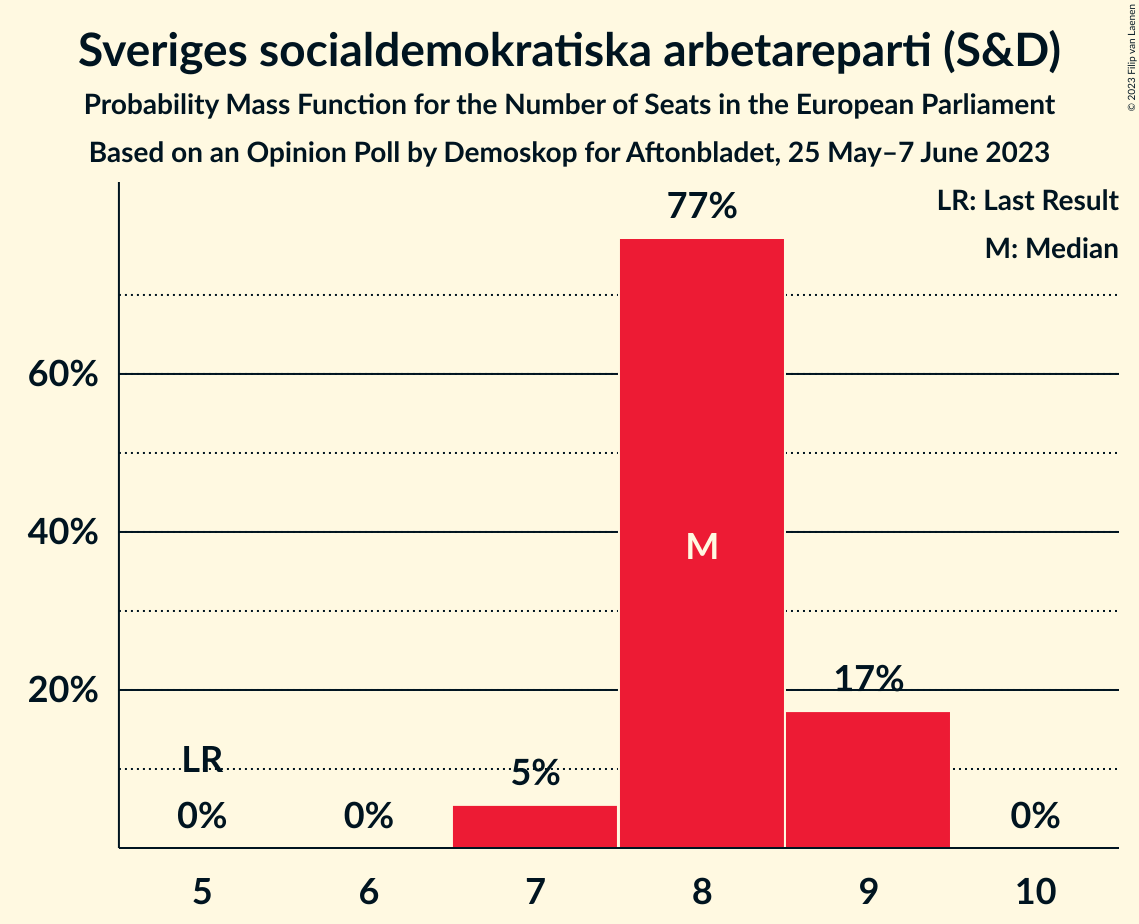 Sveriges socialdemokratiska arbetareparti (S&D)
Probability Mass Function for the Number of Seats in the European Parliament
Based on an Opinion Poll by Demoskop for Aftonbladet, 25 May–7 June 2023
© 2023 Filip van Laenen
LR: Last Result
M: Median
77%
60%
40%
M
20%
17%
LR
5%
0%
0%
0%
5 6 7 8 9 10